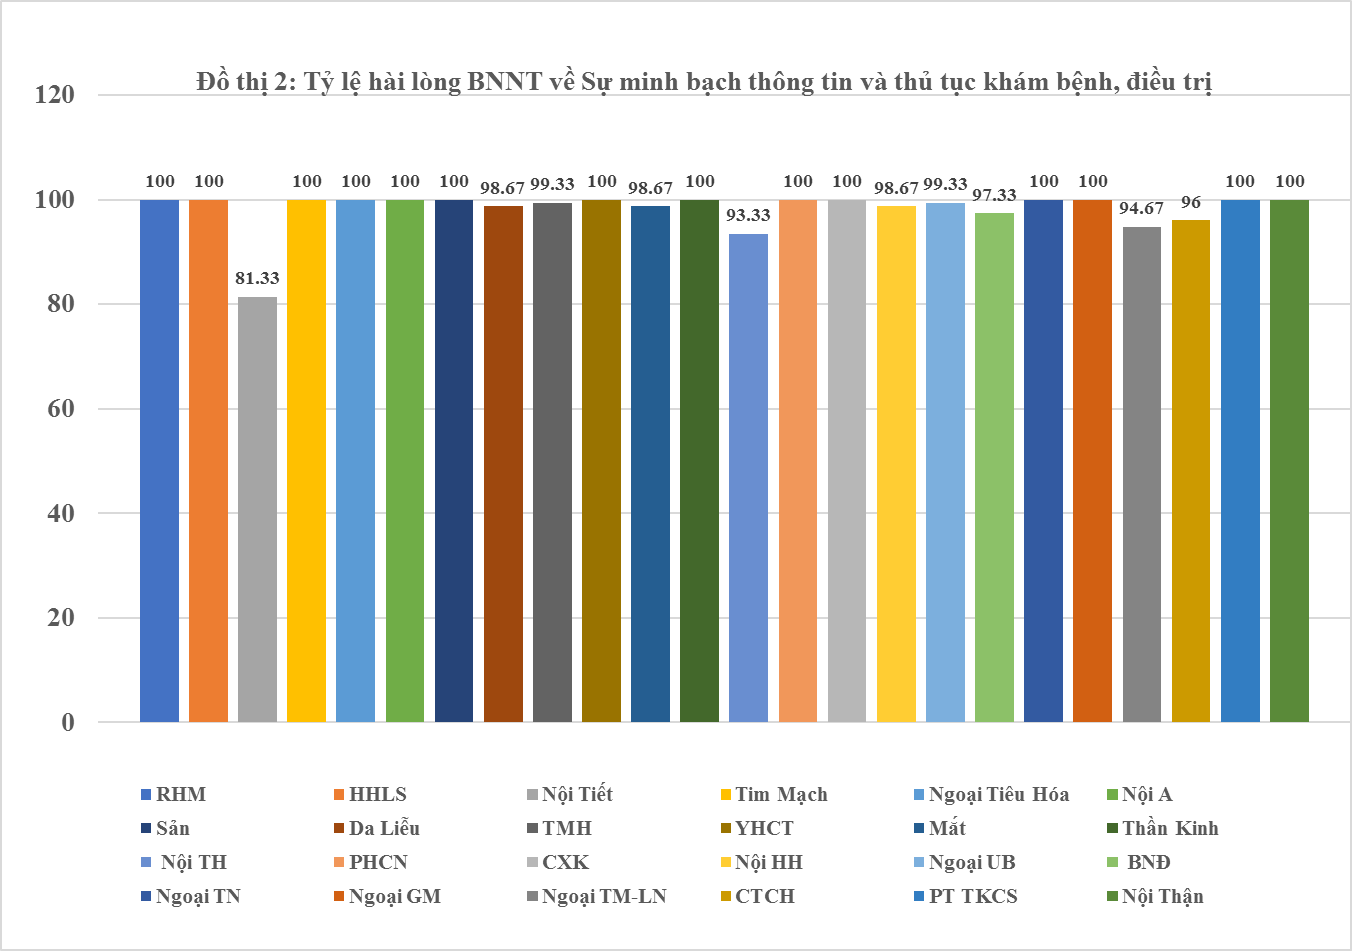 Đồ thị 2: Tỷ lệ hài lòng BNNT về Sự minh bạch thông tin và thủ tục khám bệnh, điều trị
120
100
80
60
40
20
0
100 100 81.33 100 100 100 100 98.67 99.33 100 98.67 100 93.33 100 100 98.67 99.33 97.33 100 100 94.67 96 100 100
RHM HHLS Nội Tiết Tim Mạch Ngoại Tiêu Hóa Nội A
Sản Da Liễu TMH YHCT Mắt Thần Kinh
Nội TH PHCN CXK Nội HH Ngoại UB BNĐ
Ngoại TN Ngoại GM Ngoại TM-LN CTCH PT TKCS Nội Thận